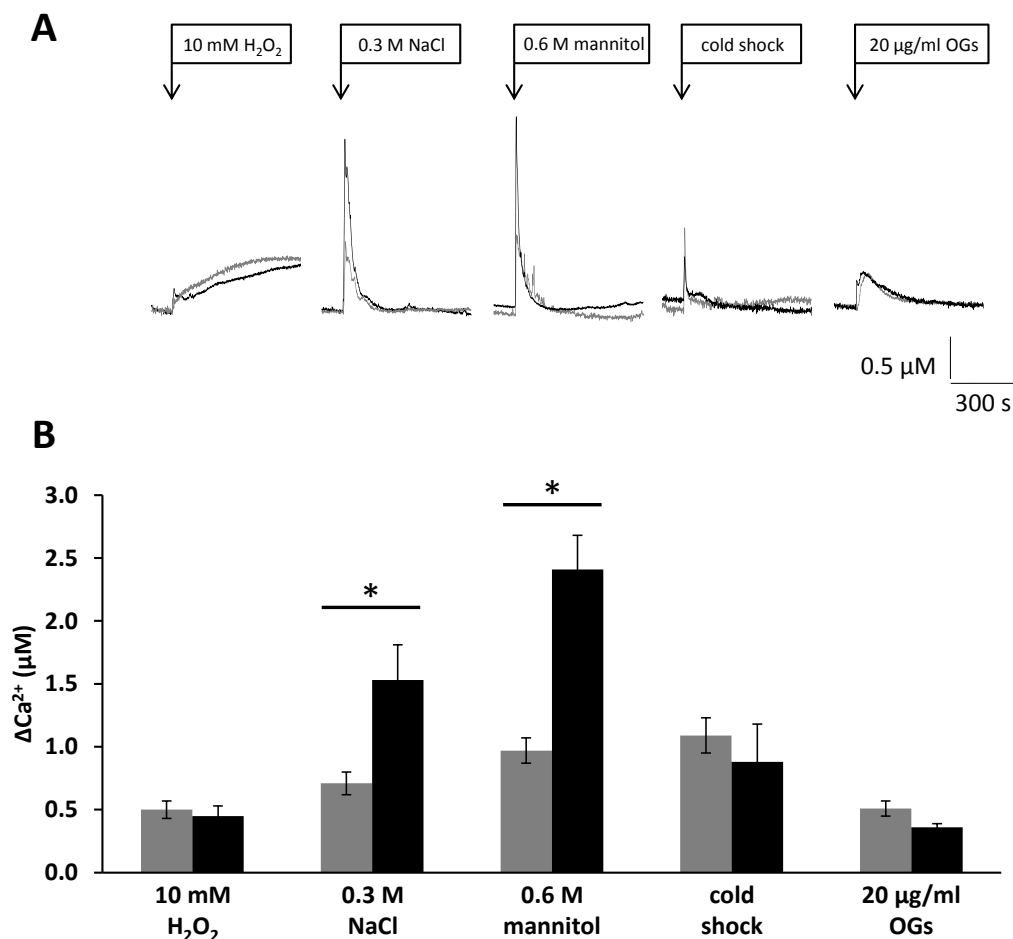 A
10 mM H₂O₂
0.3 M NaCl
0.6 M mannitol
cold shock
20 µg/ml OGs
0.5 µM
300 s
B
*
*
3.0
2.5
2.0
1.5
1.0
0.5
0.0
ΔCa²⁺ (µM)
10 mM
H₂O₂
0.3 M
NaCl
0.6 M
mannitol
cold
shock
20 µg/ml
OGs